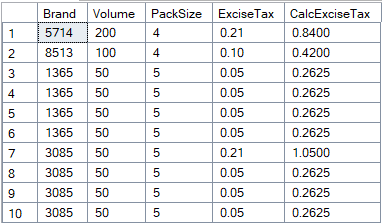 Brand Volume PackSize ExciseTax CalcExciseTax
1 5714 200 4 0.21 0.8400
2 8513 100 4 0.10 0.4200
3 1365 50 5 0.05 0.2625
4 1365 50 5 0.05 0.2625
5 1365 50 5 0.05 0.2625
6 1365 50 5 0.05 0.2625
7 3085 50 5 0.21 1.0500
8 3085 50 5 0.05 0.2625
9 3085 50 5 0.05 0.2625
10 3085 50 5 0.05 0.2625